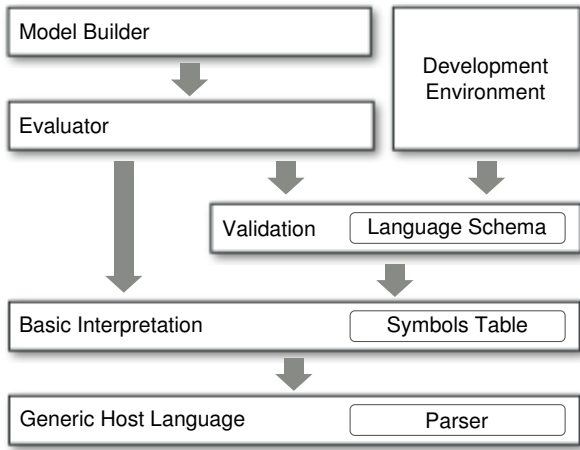 Model Builder
Development
Environment
Evaluator
Validation
Language Schema
Basic Interpretation
Symbols Table
Generic Host Language
Parser